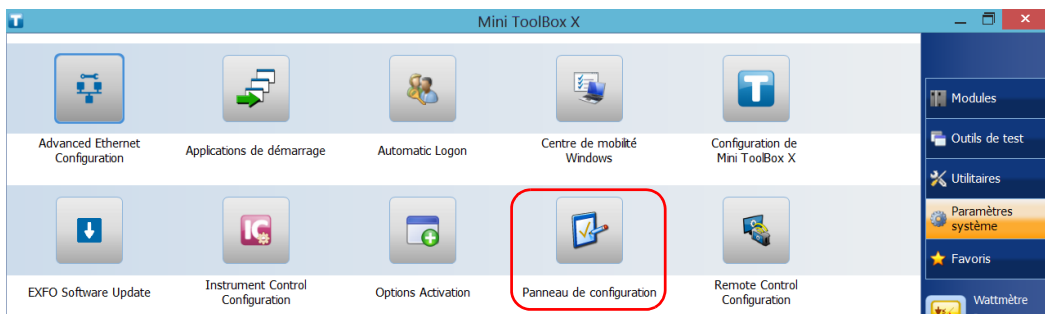 Mini ToolBox X
Advanced Ethernet
Configuration
Applications de démarrage
Automatic Logon
Centre de mobilité
Windows
Configuration de
Mini ToolBox X
EXFO Software Update
Instrument Control
Configuration
Options Activation
Panneau de configuration
Remote Control
Configuration
Modules
Outils de test
Utilitaires
Paramètres
système
Favoris
Wattmètre